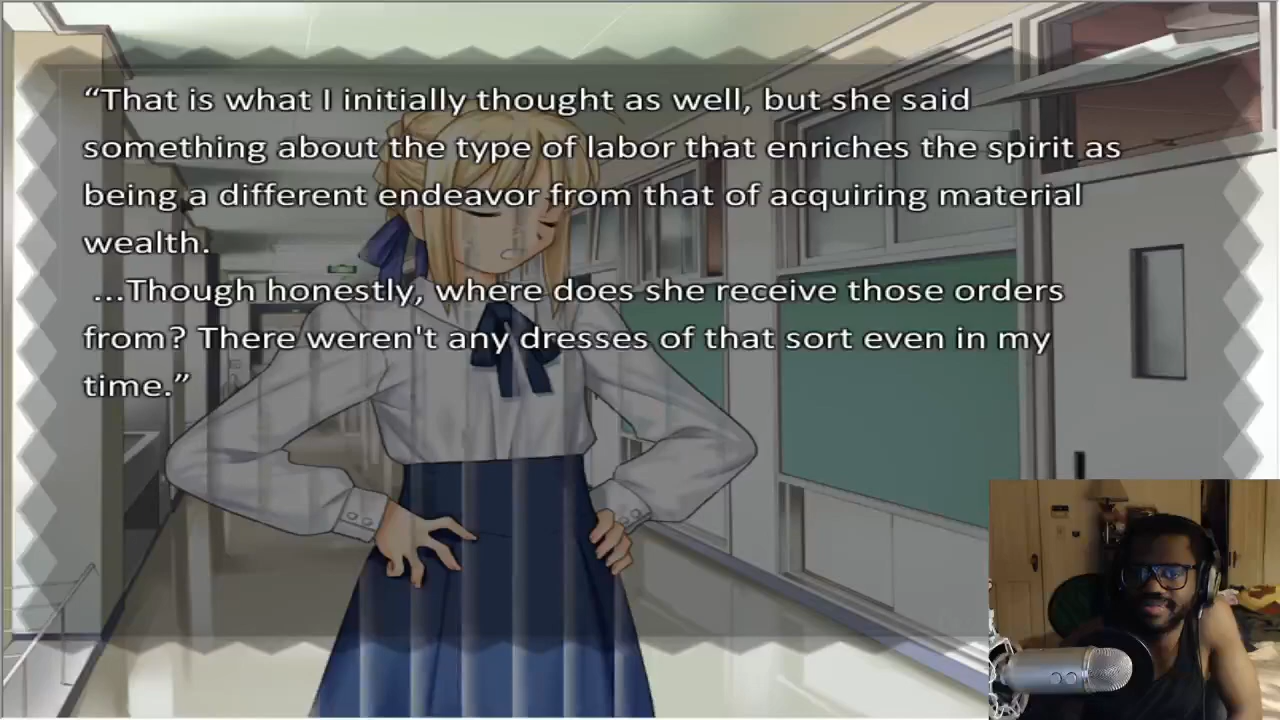 “That is what I initially thought as well, but she said
something about the type of labor that enriches the spirit as
being a different endeavor from that of acquiring material
wealth.
...Though honestly, where does she receive those orders
from? There weren't any dresses of that sort even in my
time.”